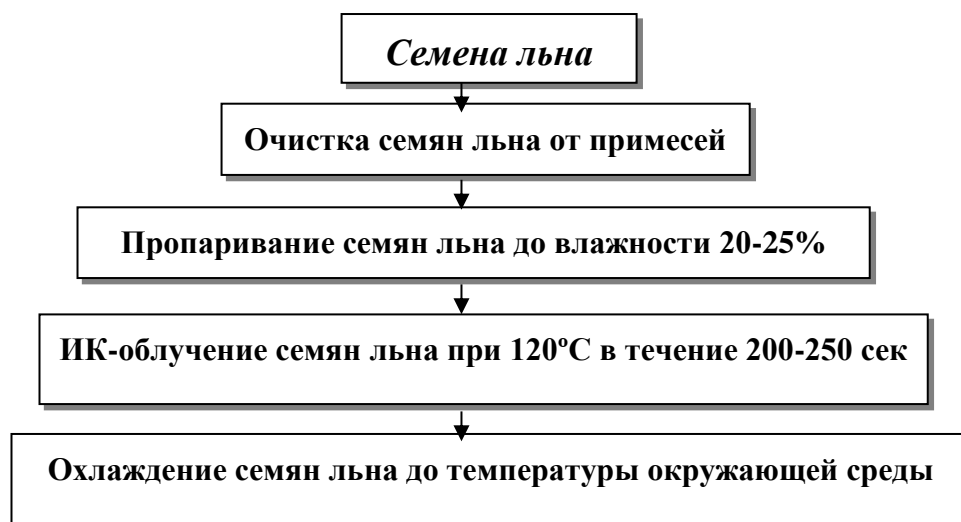 Семена льна
Очистка семян льна от примесей
Пропаривание семян льна до влажности 20-25%
ИК-облучение семян льна при 120ºС в течение 200-250 сек
Охлаждение семян льна до температуры окружающей среды